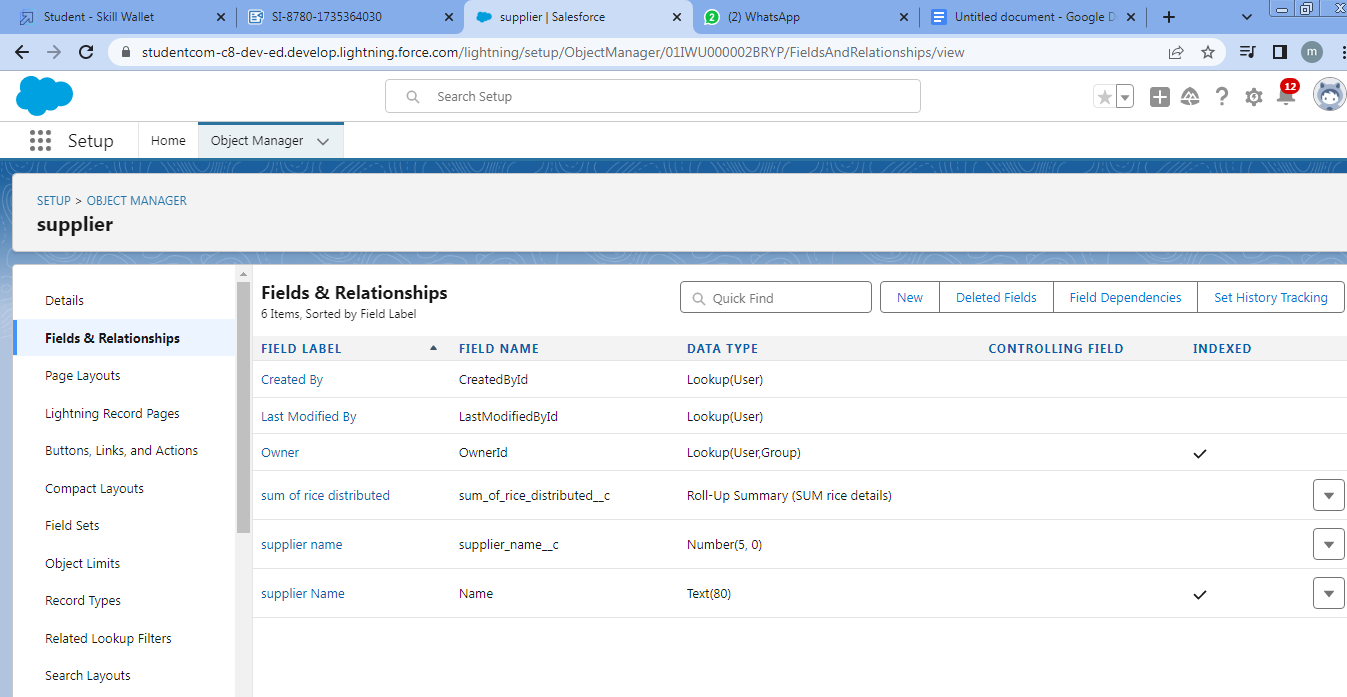 Student - Skill Wallet
SI-8780-1735364030
supplier | Salesforce
2 (2) WhatsApp
Untitled document - Google D
studentcom-c8-dev-ed.develop.lightning.force.com/lightning/setup/ObjectManager/01IWU000002BRYP/FieldsAndRelationships/view
m
Search Setup
12
Setup
Home
Object Manager
SETUP > OBJECT MANAGER
supplier
Details
Fields & Relationships
Page Layouts
Lightning Record Pages
Buttons, Links, and Actions
Compact Layouts
Field Sets
Object Limits
Record Types
Related Lookup Filters
Search Layouts
Fields & Relationships
6 Items, Sorted by Field Label
Quick Find
New
Deleted Fields
Field Dependencies
Set History Tracking
FIELD LABEL FIELD NAME DATA TYPE CONTROLLING FIELD INDEXED
Created By CreatedById Lookup(User)
Last Modified By LastModifiedById Lookup(User)
Owner OwnerId Lookup(User,Group)
sum of rice distributed sum_of_rice_distributed__c Roll-Up Summary (SUM rice details)
supplier name supplier_name__c Number(5, 0)
supplier Name Name Text(80)